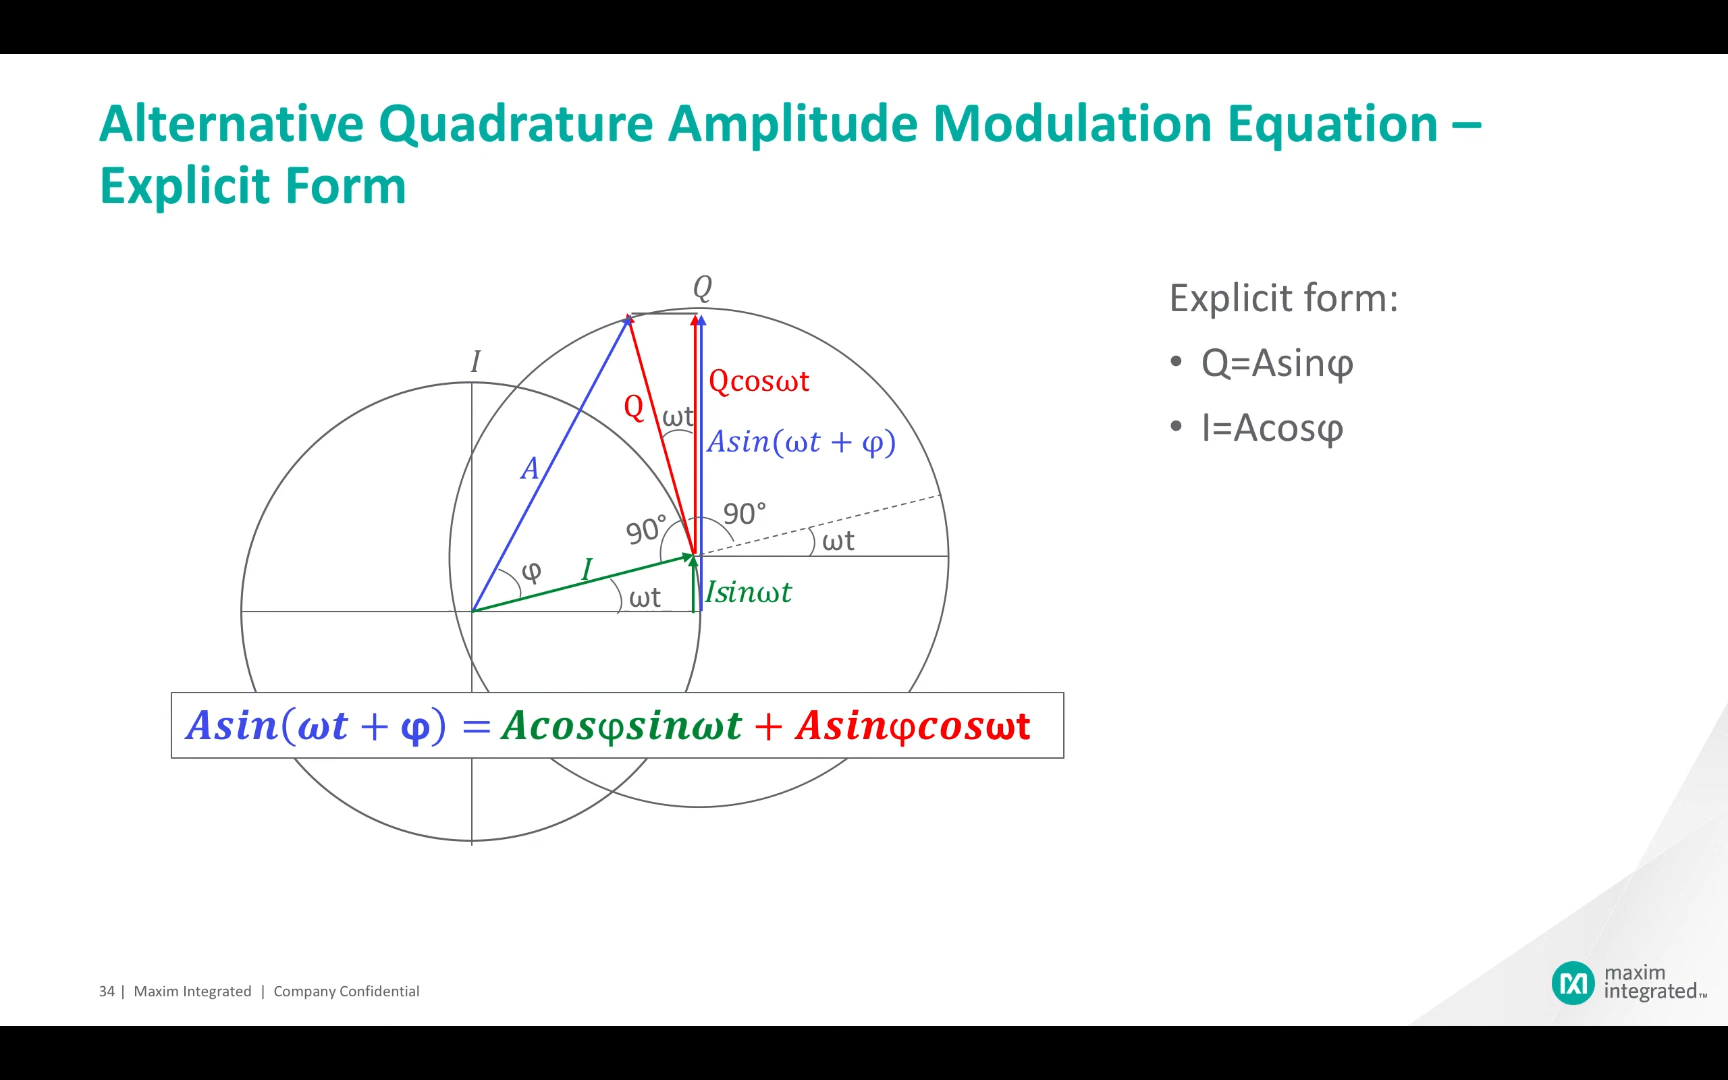 Alternative Quadrature Amplitude Modulation Equation –
Explicit Form
Q
I
Qcosωt
Q
ωt
Asin(ωt + φ)
A
90°
90°
ωt
φ
I
ωt
Isinωt
Asin(ωt + φ) = Acosφsinωt + Asinφcosωt
Explicit form:
• Q=Asinφ
• I=Acosφ
34 | Maxim Integrated | Company Confidential
maxim
integrated™